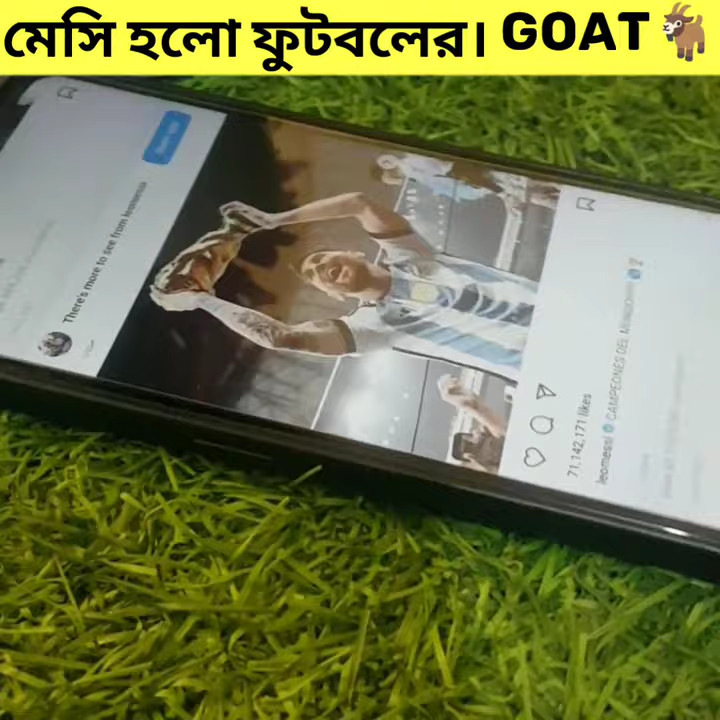 মেসি হলো ফুটবলের। GOAT 🐐
There's more to see from leomessi
71,142,171 likes
leomessi CAMPEONES DEL MUNDO